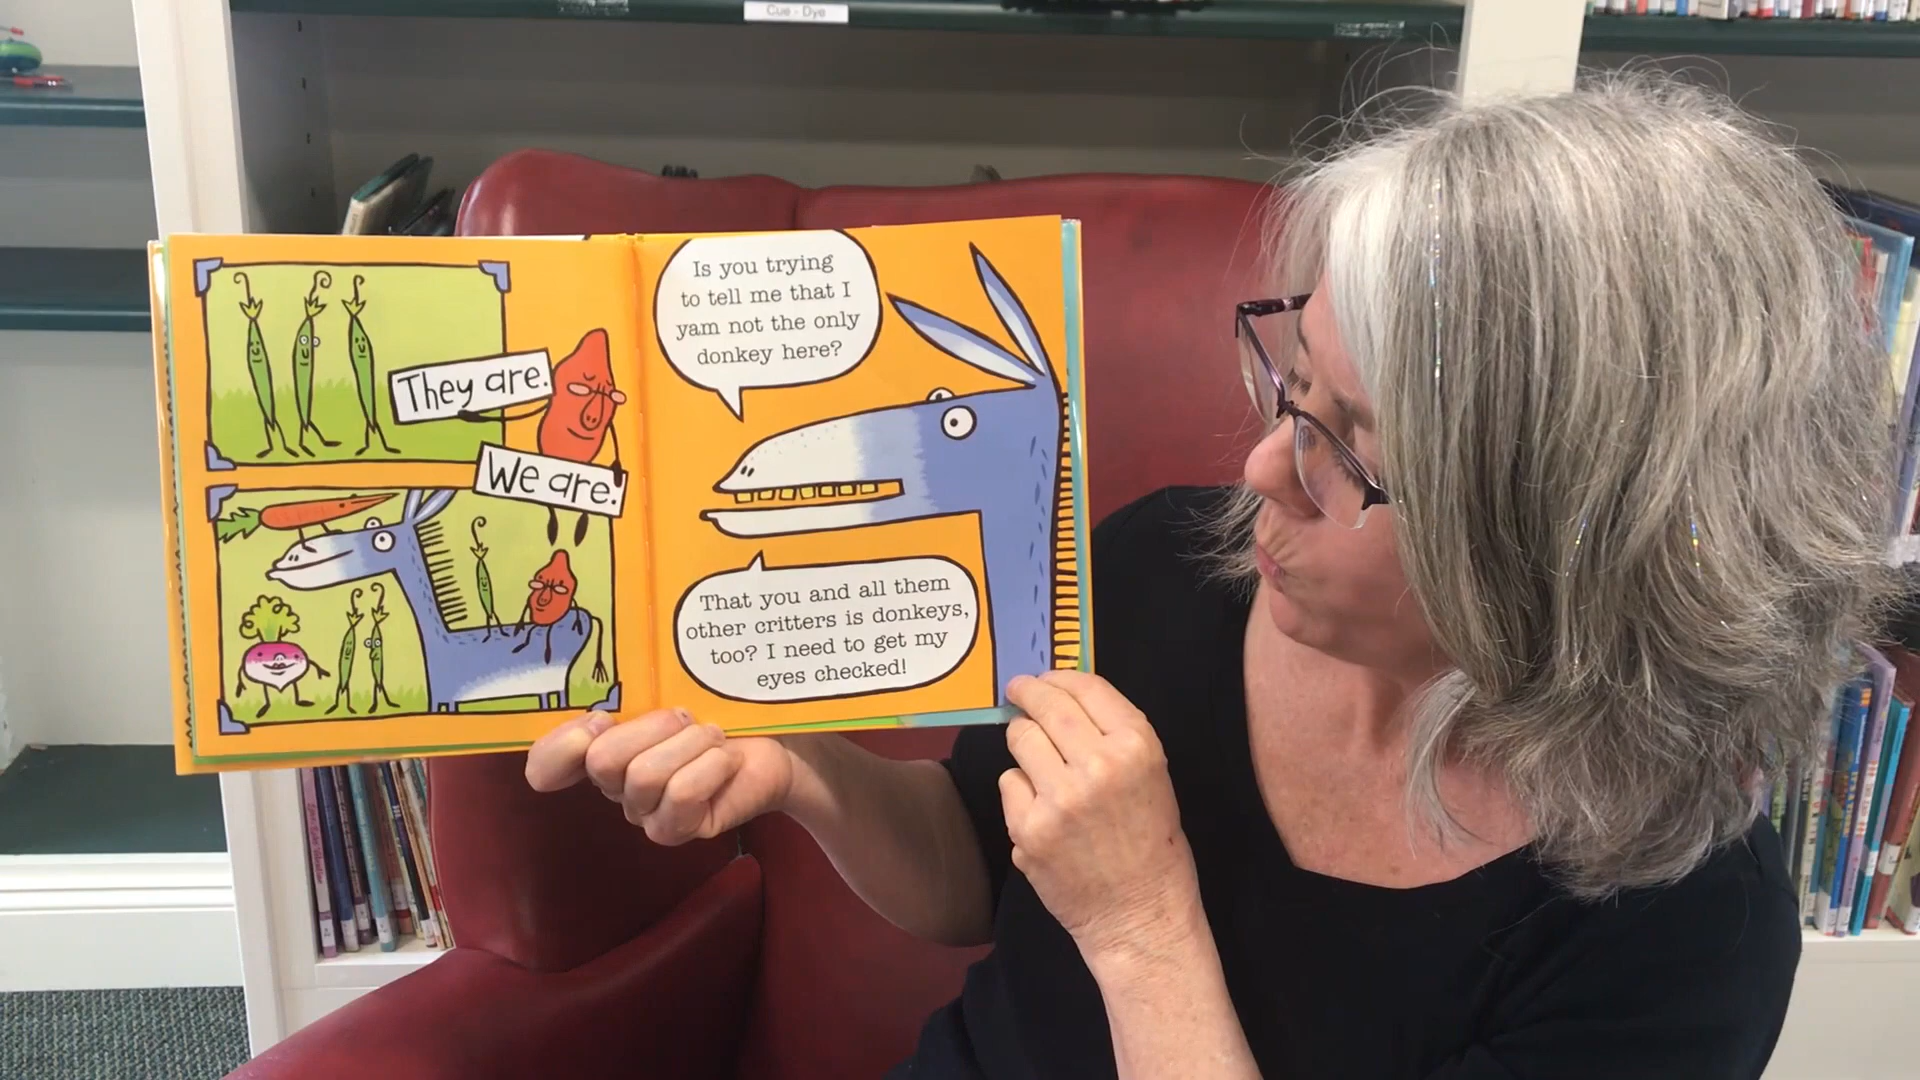 Cue - Dye
They are.
We are.
Is you trying
to tell me that I
yam not the only
donkey here?
That you and all them
other critters is donkeys,
too? I need to get my
eyes checked!